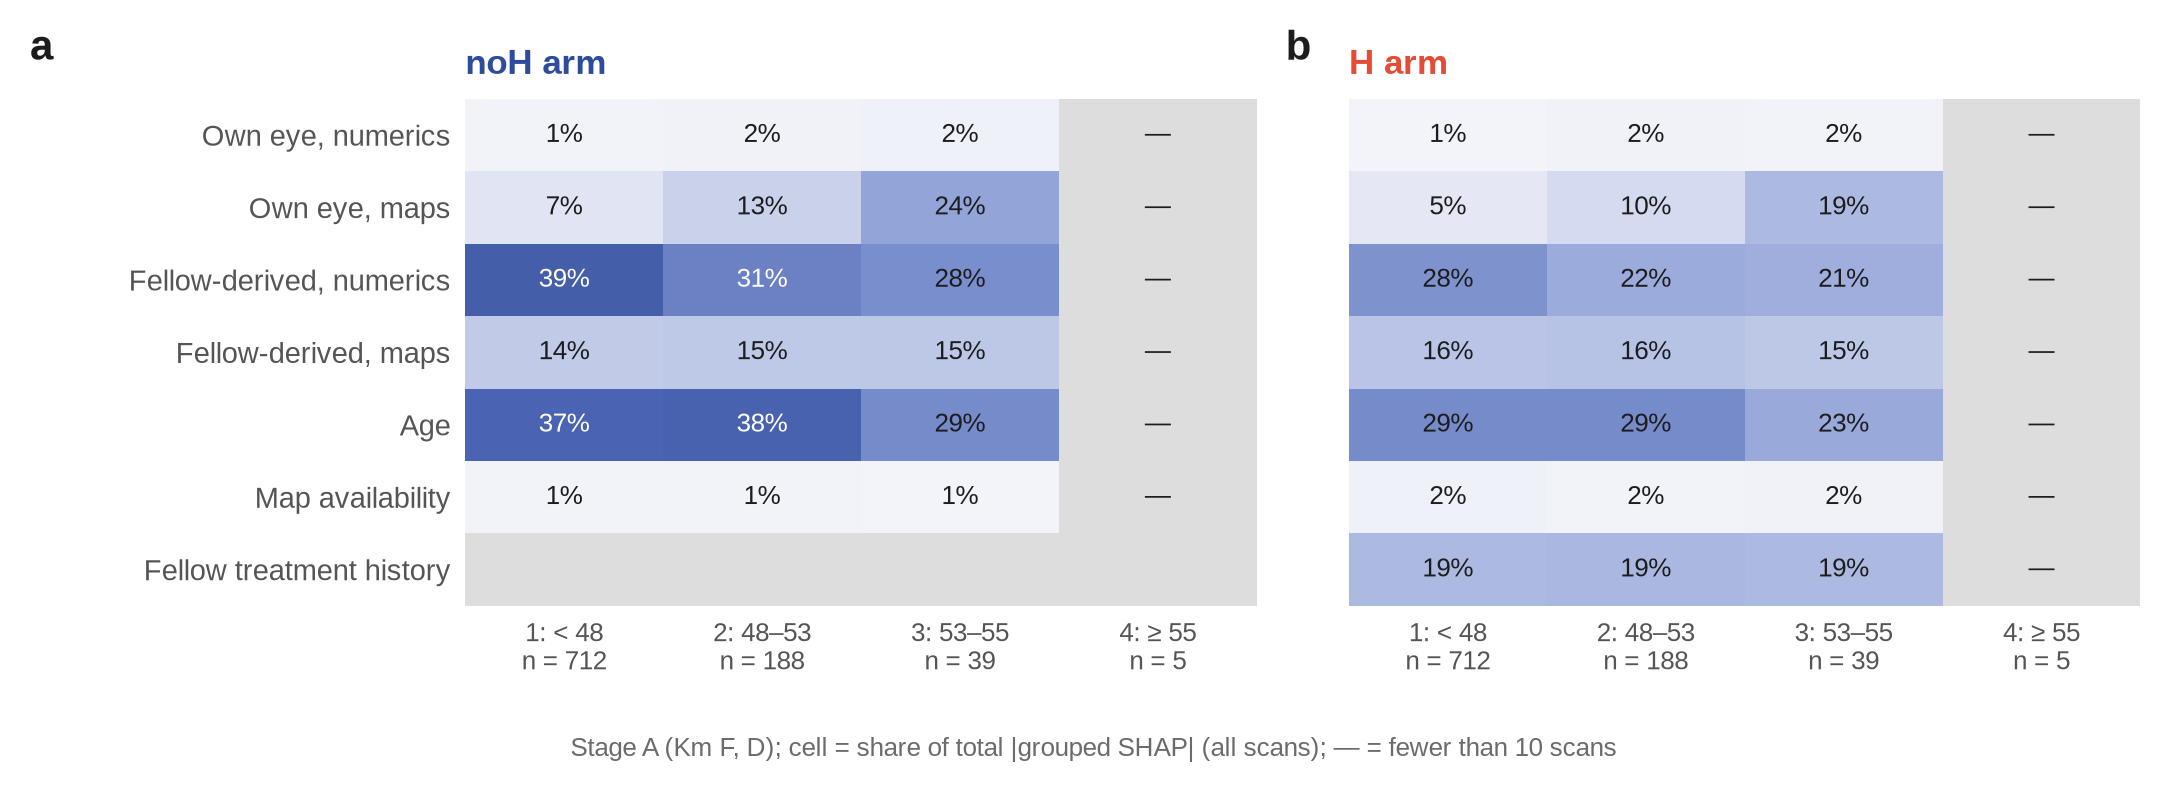 a
noH arm
Own eye, numerics 1% 2% 2% —
Own eye, maps 7% 13% 24% —
Fellow-derived, numerics 39% 31% 28% —
Fellow-derived, maps 14% 15% 15% —
Age 37% 38% 29% —
Map availability 1% 1% 1% —
Fellow treatment history
1: < 48 2: 48–53 3: 53–55 4: ≥ 55
n = 712 n = 188 n = 39 n = 5
b
H arm
1% 2% 2% —
5% 10% 19% —
28% 22% 21% —
16% 16% 15% —
29% 29% 23% —
2% 2% 2% —
19% 19% 19% —
1: < 48 2: 48–53 3: 53–55 4: ≥ 55
n = 712 n = 188 n = 39 n = 5
Stage A (Km F, D); cell = share of total |grouped SHAP| (all scans); — = fewer than 10 scans